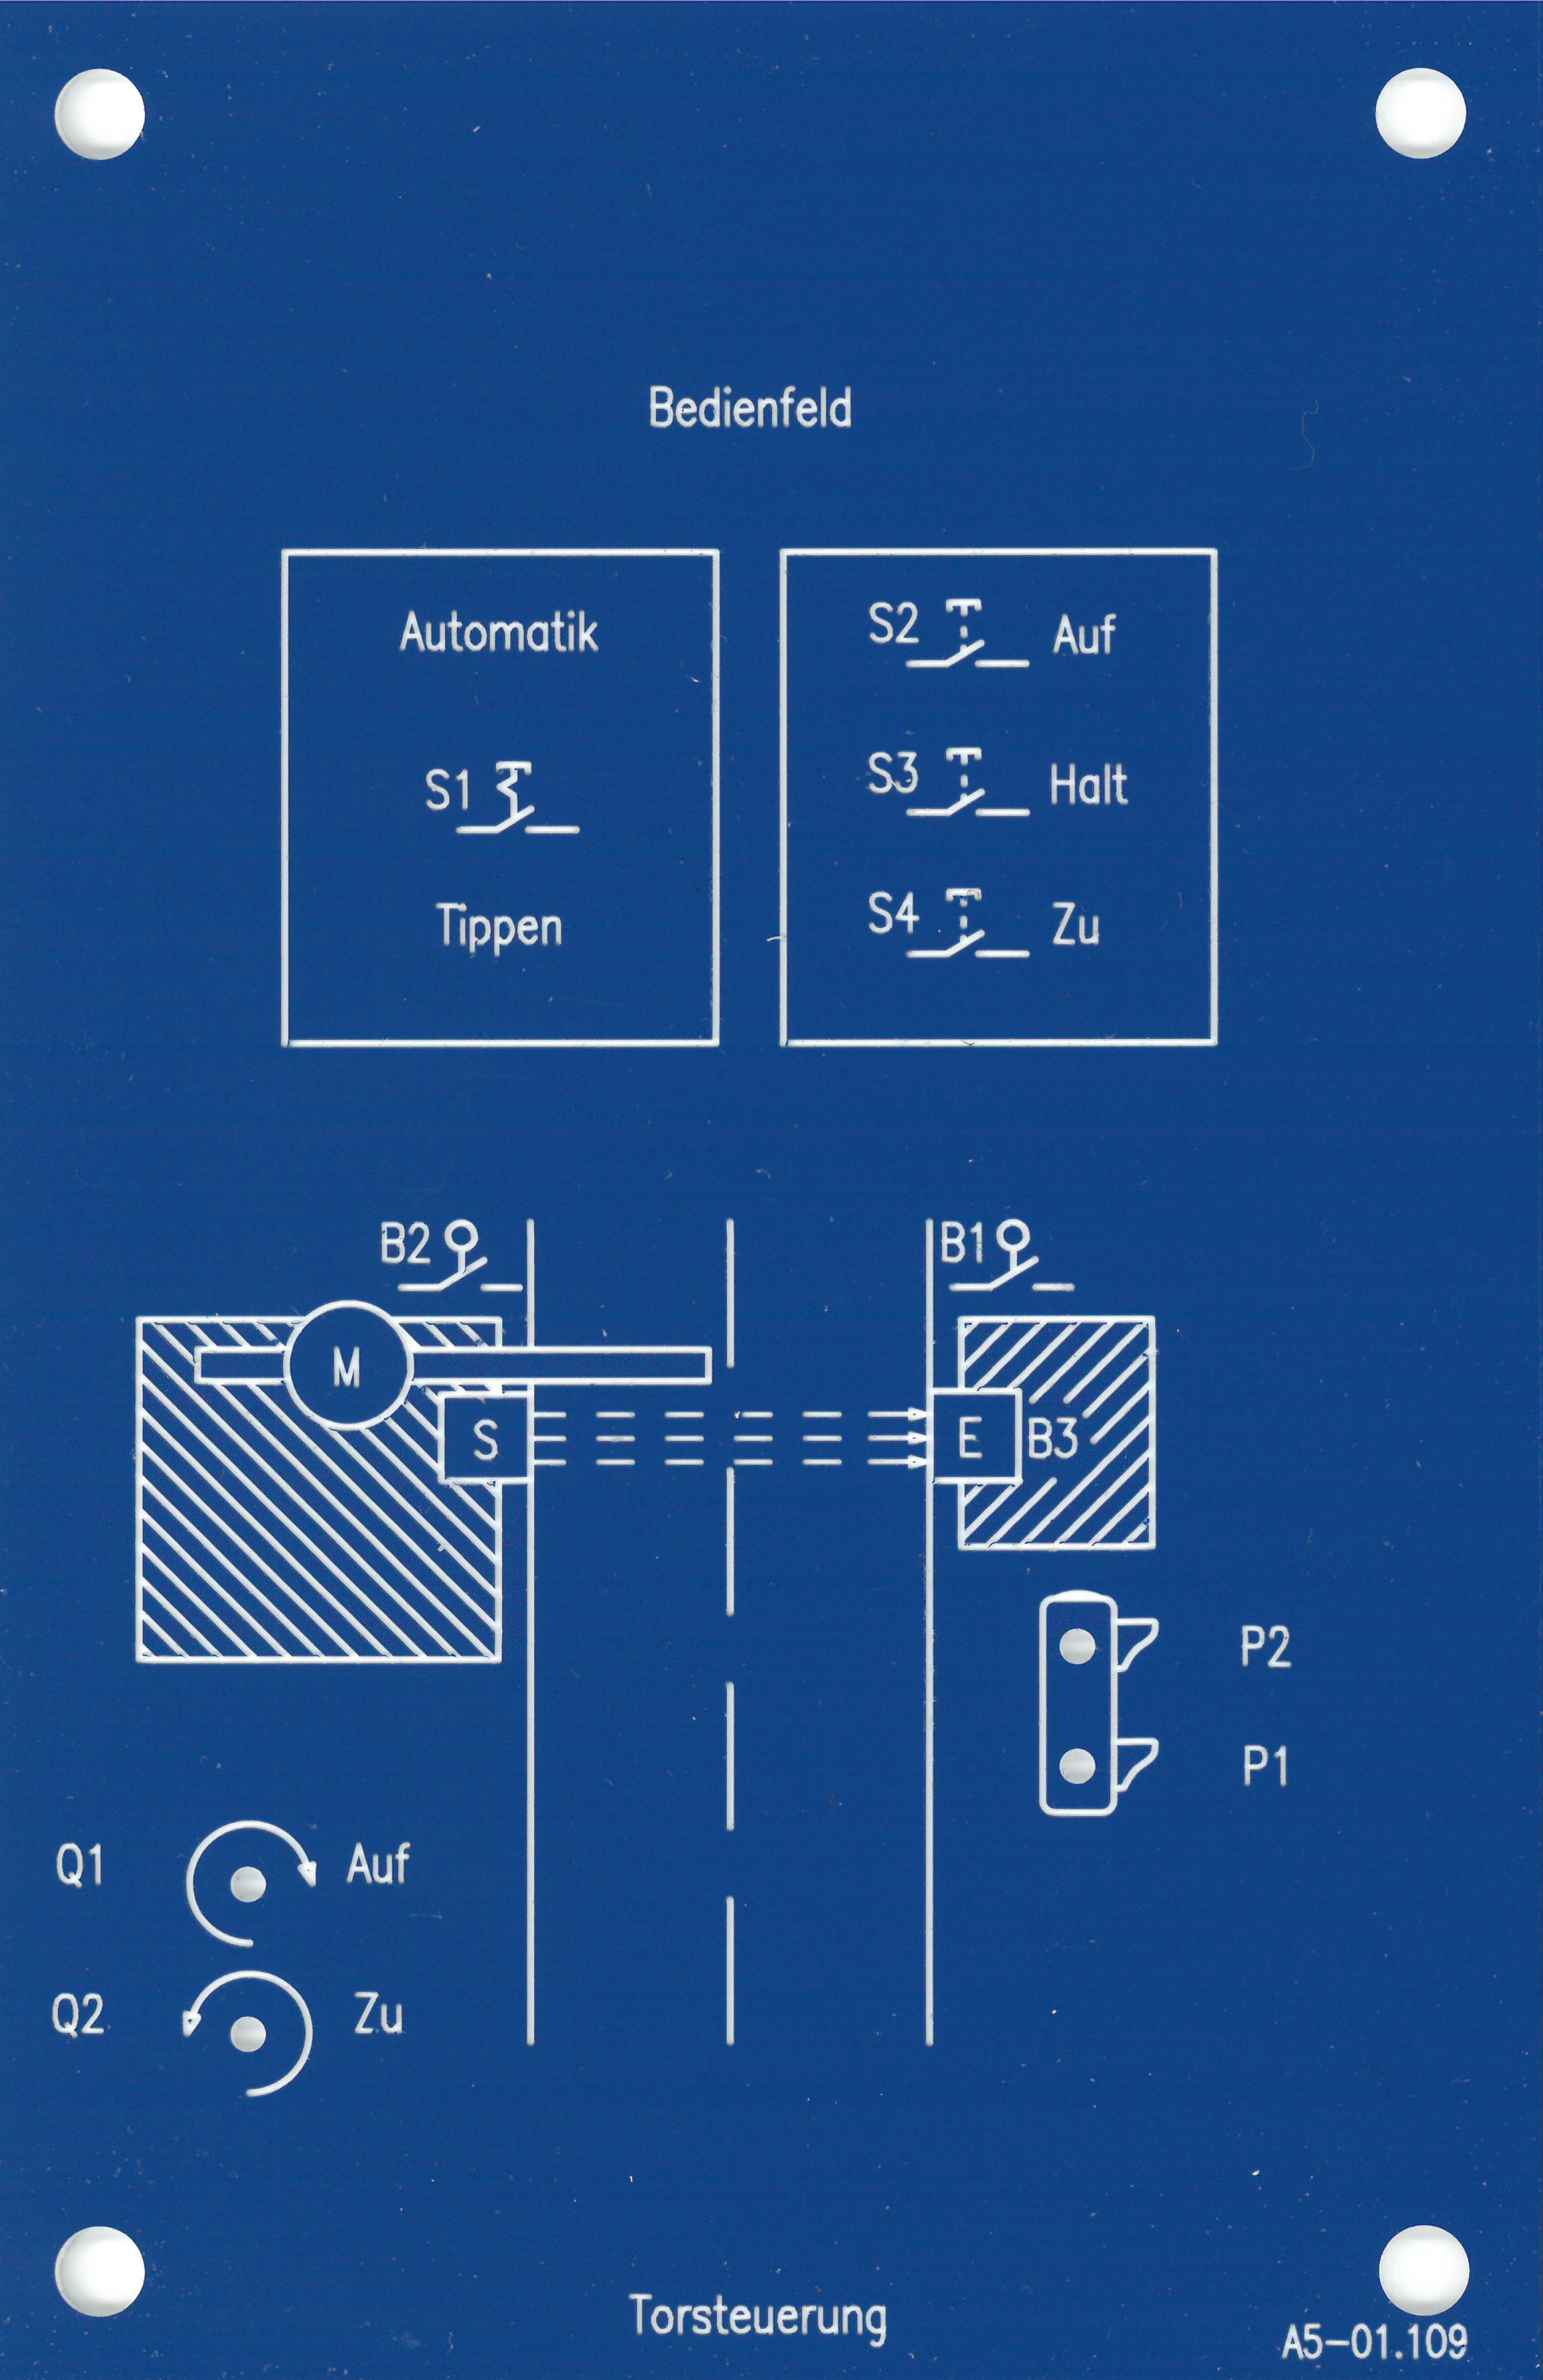 Bedienfeld
Automatik
S1
Tippen
S2 Auf
S3 Halt
S4 Zu
B2
B1
M
S
E
B3
P2
P1
Q1 Auf
Q2 Zu
Torsteuerung
A5-01.109